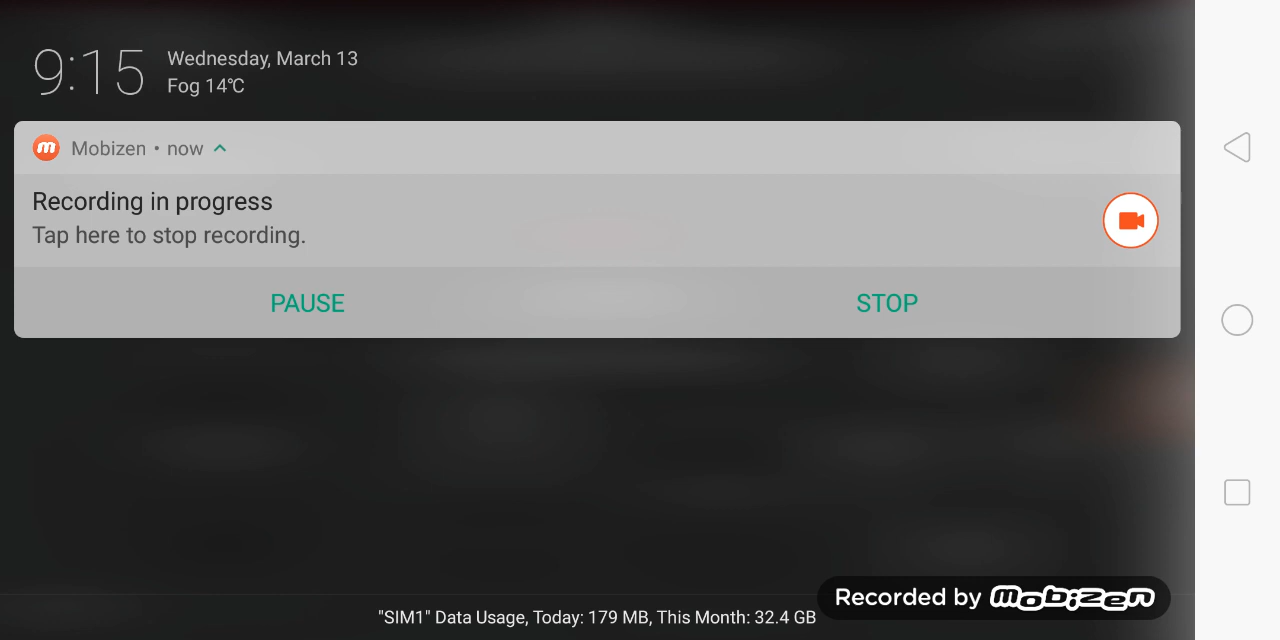 9:15
Wednesday, March 13
Fog 14℃
m
Mobizen • now
Recording in progress
Tap here to stop recording.
PAUSE
STOP
"SIM1" Data Usage, Today: 179 MB, This Month: 32.4 GB
Recorded by mobizen